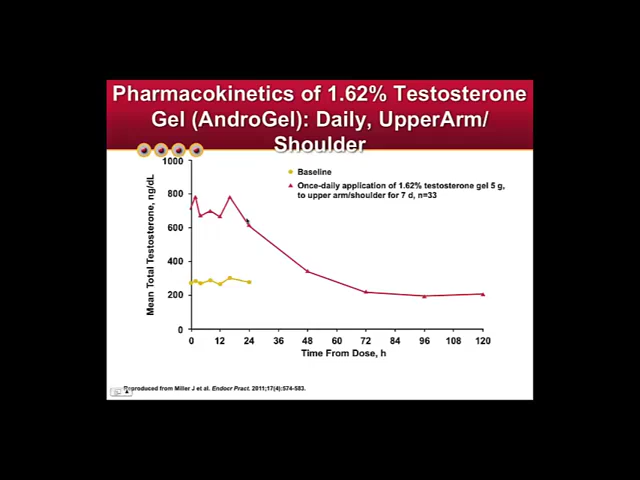 Pharmacokinetics of 1.62% Testosterone
Gel (AndroGel): Daily, UpperArm/
Shoulder
Mean Total Testosterone, ng/dL
1000
800
600
400
200
0
Baseline
Once-daily application of 1.62% testosterone gel 5 g,
to upper arm/shoulder for 7 d, n=33
0 12 24 36 48 60 72 84 96 108 120
Time From Dose, h
Reproduced from Miller J et al. Endocr Pract. 2011;17(4):574-583.